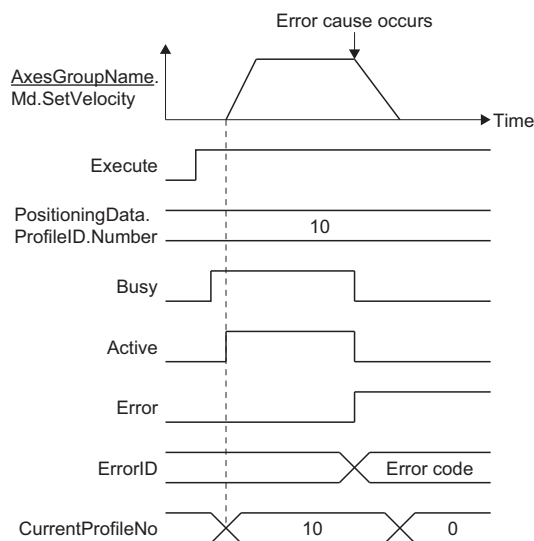 Error cause occurs
AxesGroupName.
Md.SetVelocity
Time
Execute
PositioningData.
ProfileID.Number
10
Busy
Active
Error
ErrorID
Error code
CurrentProfileNo
10
0